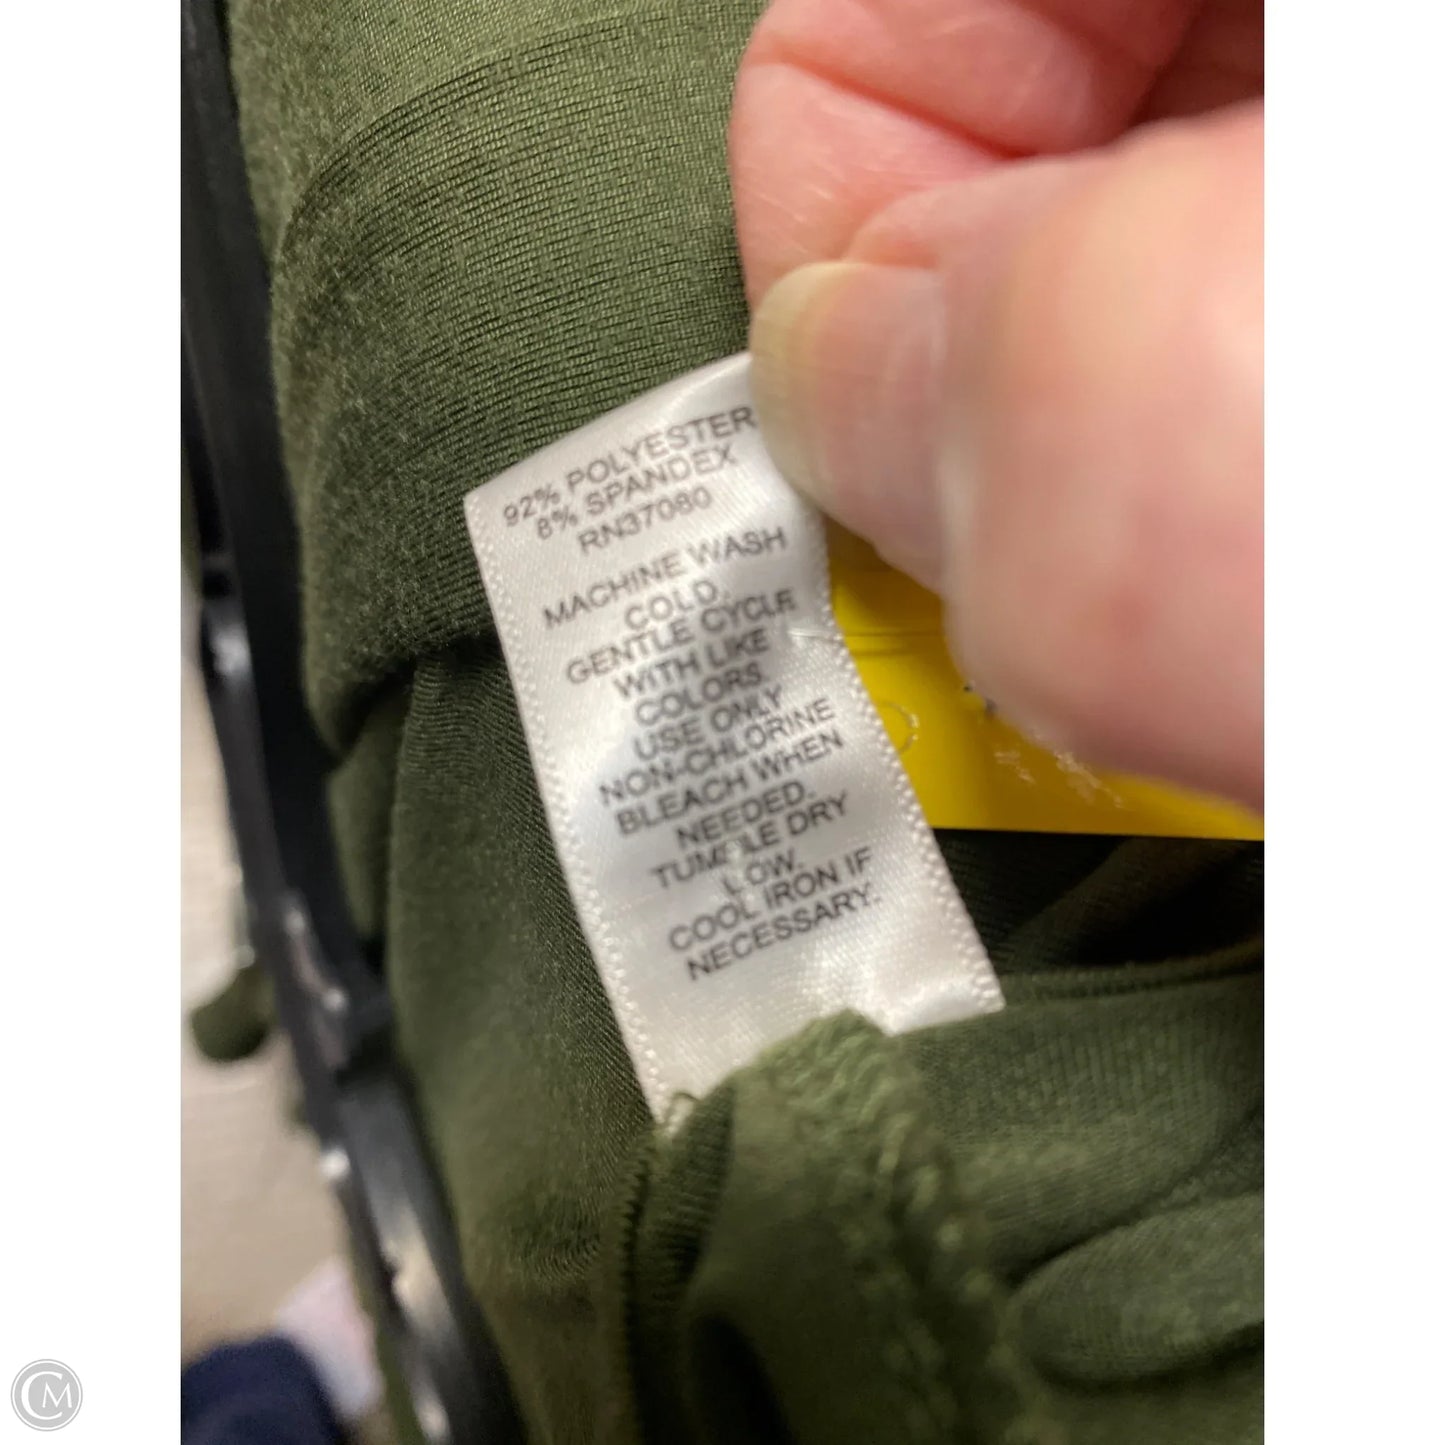 92% POLYESTER
8% SPANDEX
RN37080
MACHINE WASH
COLD.
GENTLE CYCLE
WITH LIKE
COLORS.
USE ONLY
NON-CHLORINE
BLEACH WHEN
NEEDED.
TUMBLE DRY
LOW.
COOL IRON IF
NECESSARY.
CM